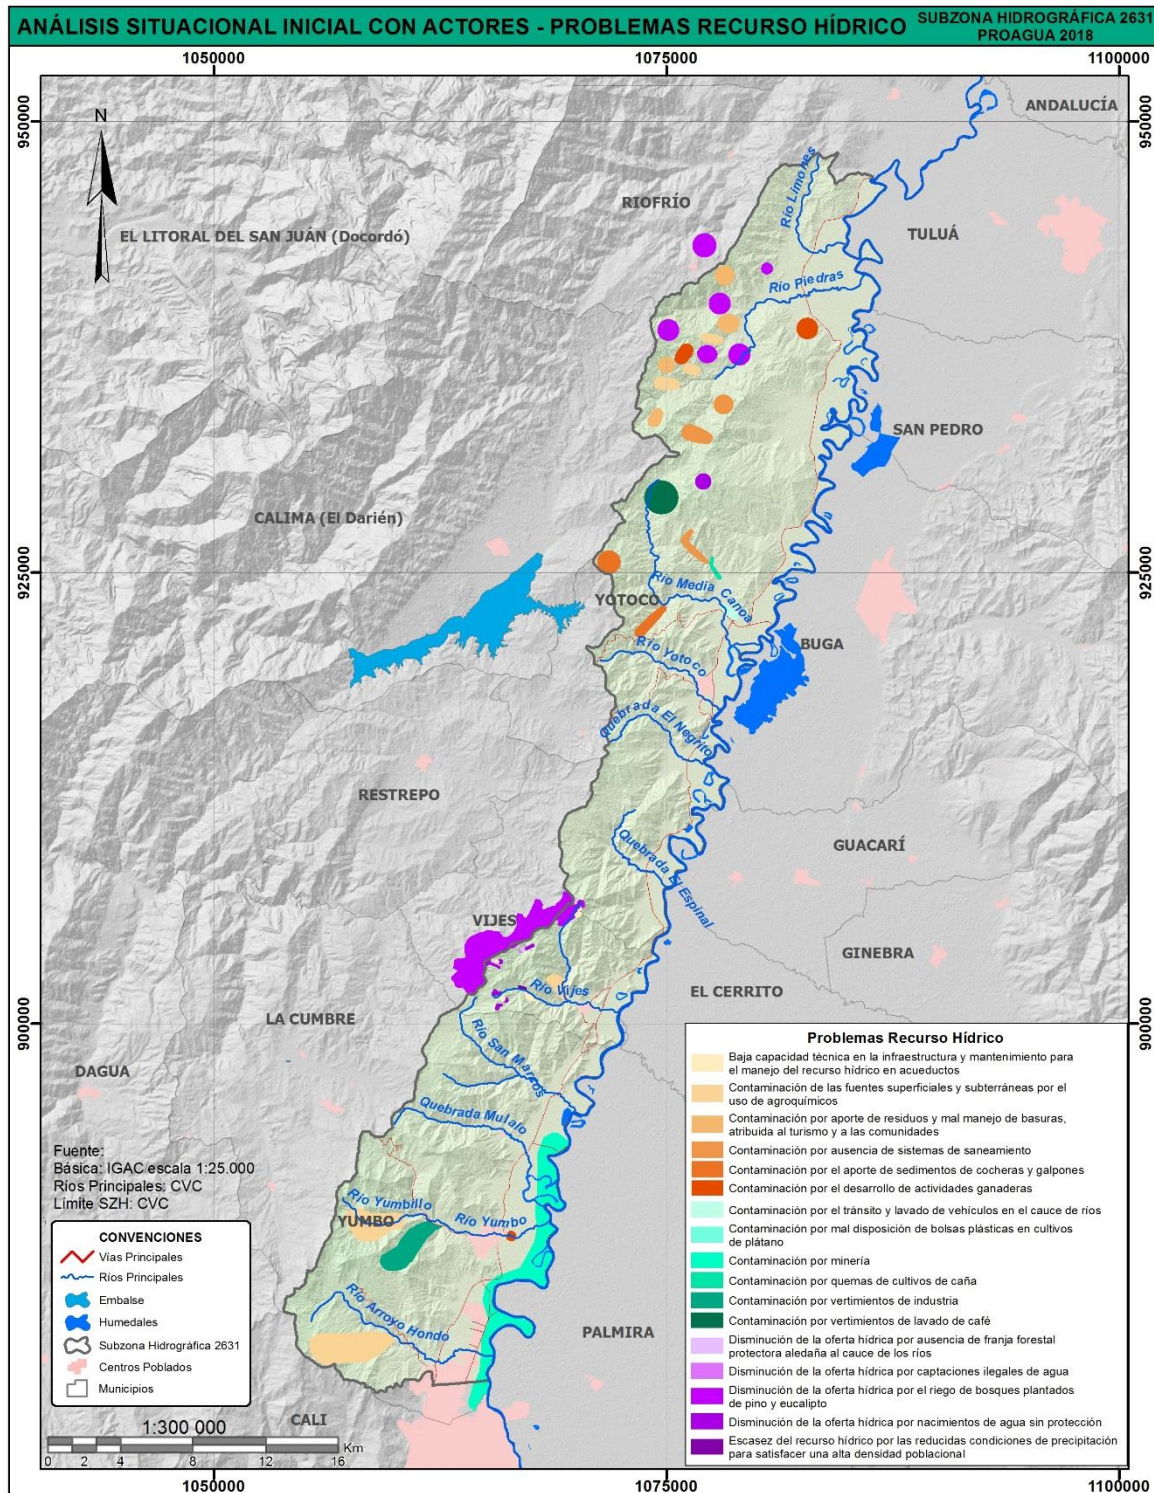 ANÁLISIS SITUACIONAL INICIAL CON ACTORES - PROBLEMAS RECURSO HÍDRICO
SUBZONA HIDROGRÁFICA 2631
PROAGUA 2018
1050000
1075000
1100000
950000
950000
N
ANDALUCÍA
Río Limones
RIOFRÍO
TULUÁ
EL LITORAL DEL SAN JUÁN (Docordó)
Río Piedras
SAN PEDRO
CALIMA (El Darién)
925000
925000
Río Media Canoa
YOTOCO
BUGA
Río Yotoco
Quebrada El Negrito
RESTREPO
GUACARÍ
Quebrada El Espinal
VIJES
GINEBRA
EL CERRITO
Río Vijes
900000
900000
LA CUMBRE
Río San Marcos
DAGUA
Quebrada Mulalo
Río Yumbillo
YUMBO
Río Yumbo
Río Arroyo Hondo
PALMIRA
CALI
Fuente:
Básica: IGAC escala 1:25.000
Ríos Principales: CVC
Límite SZH: CVC
CONVENCIONES
Vías Principales
Ríos Principales
Embalse
Humedales
Subzona Hidrográfica 2631
Centros Poblados
Municipios
1:300 000
Km
0 2 4 8 12 16
Problemas Recurso Hídrico
Baja capacidad técnica en la infraestructura y mantenimiento para
el manejo del recurso hídrico en acueductos
Contaminación de las fuentes superficiales y subterráneas por el
uso de agroquímicos
Contaminación por aporte de residuos y mal manejo de basuras,
atribuida al turismo y a las comunidades
Contaminación por ausencia de sistemas de saneamiento
Contaminación por el aporte de sedimentos de cocheras y galpones
Contaminación por el desarrollo de actividades ganaderas
Contaminación por el tránsito y lavado de vehículos en el cauce de ríos
Contaminación por mal disposición de bolsas plásticas en cultivos
de plátano
Contaminación por minería
Contaminación por quemas de cultivos de caña
Contaminación por vertimientos de industria
Contaminación por vertimientos de lavado de café
Disminución de la oferta hídrica por ausencia de franja forestal
protectora aledaña al cauce de los ríos
Disminución de la oferta hídrica por captaciones ilegales de agua
Disminución de la oferta hídrica por el riego de bosques plantados
de pino y eucalipto
Disminución de la oferta hídrica por nacimientos de agua sin protección
Escasez del recurso hídrico por las reducidas condiciones de precipitación
para satisfacer una alta densidad poblacional
1050000
1075000
1100000